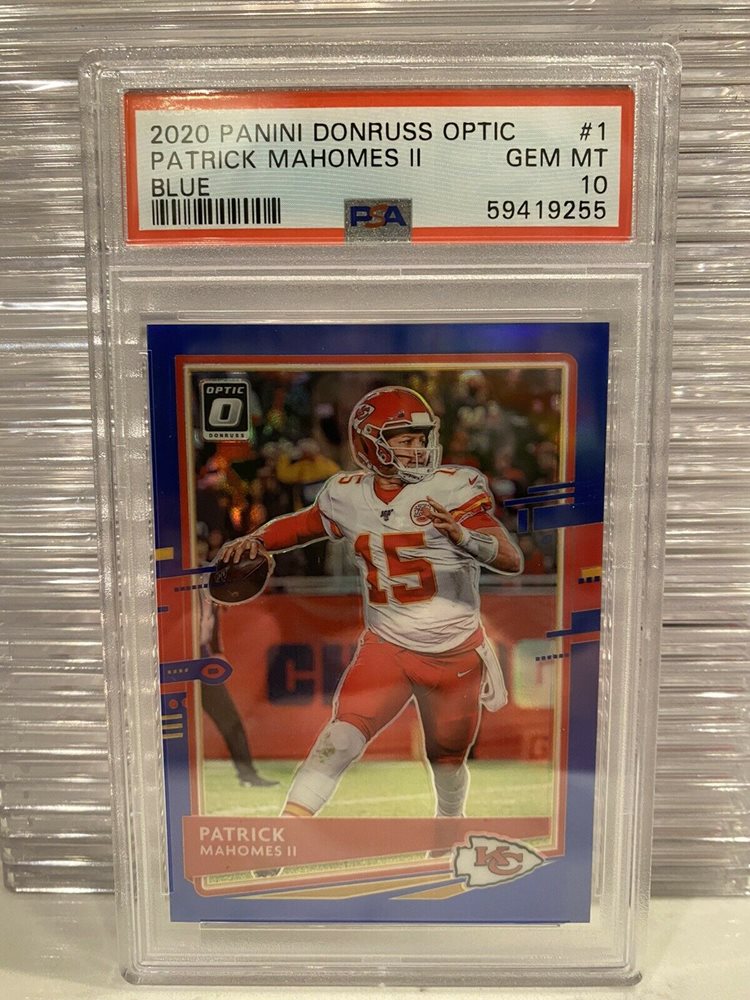 2020 PANINI DONRUSS OPTIC #1
PATRICK MAHOMES II GEM MT
BLUE 10
PSA 59419255
OPTIC
DONRUSS
15
15
CHI
PATRICK
MAHOMES II
KC